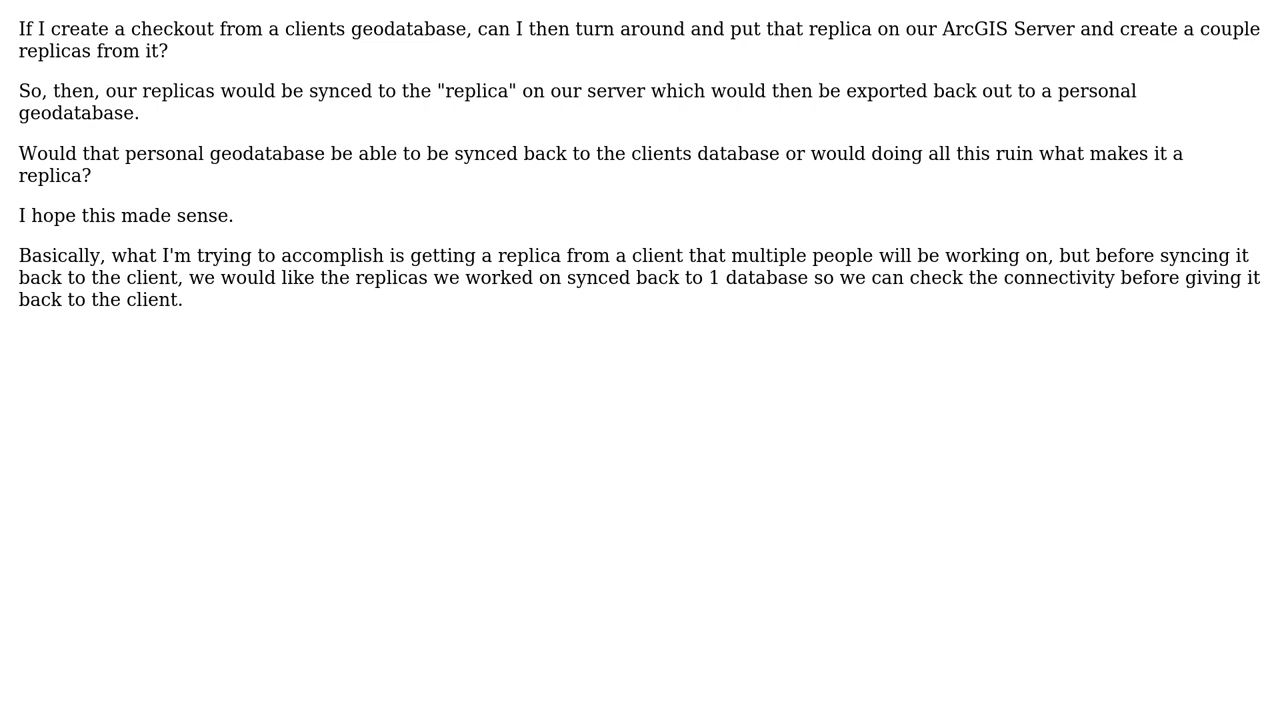 If I create a checkout from a clients geodatabase, can I then turn around and put that replica on our ArcGIS Server and create a couple
replicas from it?
So, then, our replicas would be synced to the "replica" on our server which would then be exported back out to a personal
geodatabase.
Would that personal geodatabase be able to be synced back to the clients database or would doing all this ruin what makes it a
replica?
I hope this made sense.
Basically, what I'm trying to accomplish is getting a replica from a client that multiple people will be working on, but before syncing it
back to the client, we would like the replicas we worked on synced back to 1 database so we can check the connectivity before giving it
back to the client.